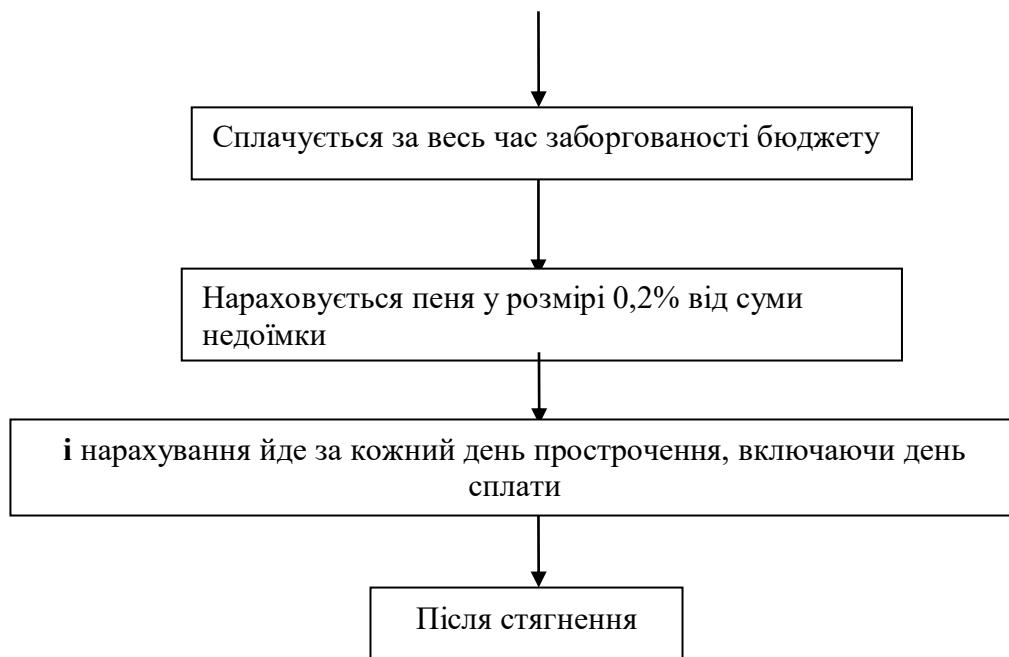 Сплачується за весь час заборгованості бюджету
Нараховується пеня у розмірі 0,2% від суми
недоїмки
і нарахування йде за кожний день прострочення, включаючи день
сплати
Після стягнення